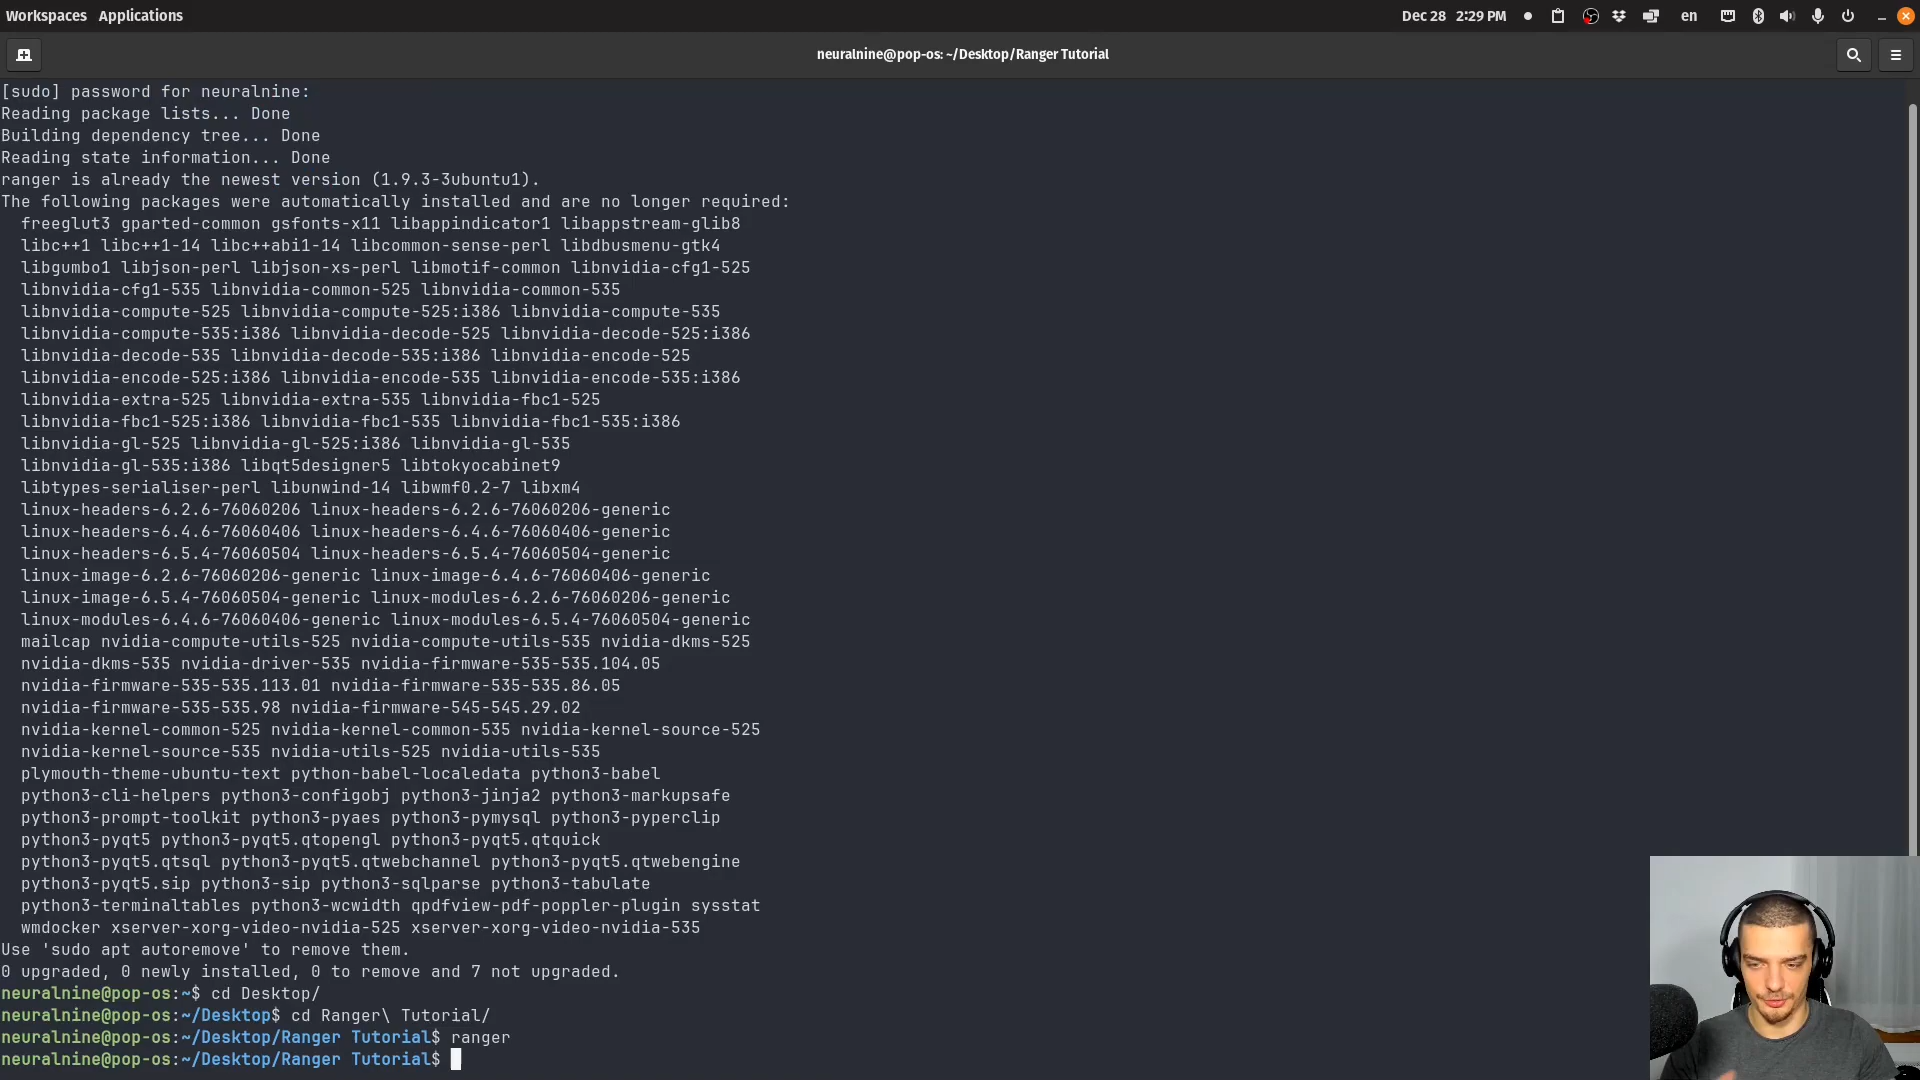 Workspaces Applications
Dec 28 2:29 PM
en
neuralnine@pop-os: ~/Desktop/Ranger Tutorial
[sudo] password for neuralnine:
Reading package lists... Done
Building dependency tree... Done
Reading state information... Done
ranger is already the newest version (1.9.3-3ubuntu1).
The following packages were automatically installed and are no longer required:
freeglut3 gparted-common gsfonts-x11 libappindicator1 libappstream-glib8
libc++1 libc++1-14 libc++abi1-14 libcommon-sense-perl libdbusmenu-gtk4
libgumbo1 libjson-perl libjson-xs-perl libmotif-common libnvidia-cfg1-525
libnvidia-cfg1-535 libnvidia-common-525 libnvidia-common-535
libnvidia-compute-525 libnvidia-compute-525:i386 libnvidia-compute-535
libnvidia-compute-535:i386 libnvidia-decode-525 libnvidia-decode-525:i386
libnvidia-decode-535 libnvidia-decode-535:i386 libnvidia-encode-525
libnvidia-encode-525:i386 libnvidia-encode-535 libnvidia-encode-535:i386
libnvidia-extra-525 libnvidia-extra-535 libnvidia-fbc1-525
libnvidia-fbc1-525:i386 libnvidia-fbc1-535 libnvidia-fbc1-535:i386
libnvidia-gl-525 libnvidia-gl-525:i386 libnvidia-gl-535
libnvidia-gl-535:i386 libqt5designer5 libtokyocabinet9
libtypes-serialiser-perl libunwind-14 libwmf0.2-7 libxm4
linux-headers-6.2.6-76060206 linux-headers-6.2.6-76060206-generic
linux-headers-6.4.6-76060406 linux-headers-6.4.6-76060406-generic
linux-headers-6.5.4-76060504 linux-headers-6.5.4-76060504-generic
linux-image-6.2.6-76060206-generic linux-image-6.4.6-76060406-generic
linux-image-6.5.4-76060504-generic linux-modules-6.2.6-76060206-generic
linux-modules-6.4.6-76060406-generic linux-modules-6.5.4-76060504-generic
mailcap nvidia-compute-utils-525 nvidia-compute-utils-535 nvidia-dkms-525
nvidia-dkms-535 nvidia-driver-535 nvidia-firmware-535-535.104.05
nvidia-firmware-535-535.113.01 nvidia-firmware-535-535.86.05
nvidia-firmware-535-535.98 nvidia-firmware-545-545.29.02
nvidia-kernel-common-525 nvidia-kernel-common-535 nvidia-kernel-source-525
nvidia-kernel-source-535 nvidia-utils-525 nvidia-utils-535
plymouth-theme-ubuntu-text python-babel-localedata python3-babel
python3-cli-helpers python3-configobj python3-jinja2 python3-markupsafe
python3-prompt-toolkit python3-pyaes python3-pymysql python3-pyperclip
python3-pyqt5 python3-pyqt5.qtopengl python3-pyqt5.qtquick
python3-pyqt5.qtsql python3-pyqt5.qtwebchannel python3-pyqt5.qtwebengine
python3-pyqt5.sip python3-sip python3-sqlparse python3-tabulate
python3-terminaltables python3-wcwidth qpdfview-pdf-poppler-plugin sysstat
wmdocker xserver-xorg-video-nvidia-525 xserver-xorg-video-nvidia-535
Use 'sudo apt autoremove' to remove them.
0 upgraded, 0 newly installed, 0 to remove and 7 not upgraded.
neuralnine@pop-os:~$ cd Desktop/
neuralnine@pop-os:~/Desktop$ cd Ranger\ Tutorial/
neuralnine@pop-os:~/Desktop/Ranger Tutorial$ ranger
neuralnine@pop-os:~/Desktop/Ranger Tutorial$